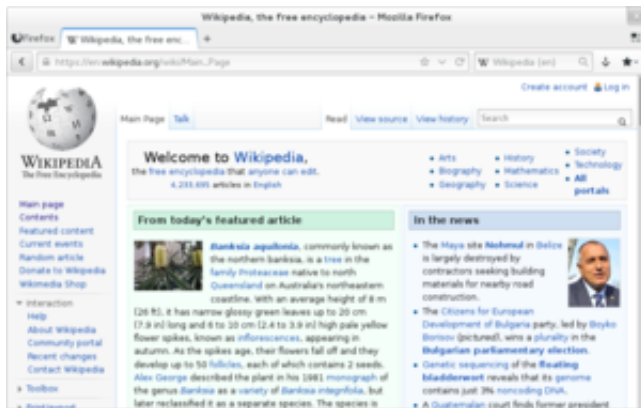 Wikipedia, the free encyclopedia - Mozilla Firefox
Firefox
Wikipedia, the free enc...
+
https://en.wikipedia.org/wiki/Main_Page
Wikipedia (en)
Create account Log in
Main Page Talk
Read View source View history Search
WIKIPEDIA
The Free Encyclopedia
Main page
Contents
Featured content
Current events
Random article
Donate to Wikipedia
Wikimedia Shop
Interaction
Help
About Wikipedia
Community portal
Recent changes
Contact Wikipedia
Toolbox
Welcome to Wikipedia,
the free encyclopedia that anyone can edit.
4,233,695 articles in English
Arts
Biography
Geography
History
Mathematics
Science
Society
Technology
All
portals
From today's featured article
Banksia aquilonia, commonly known as
the northern banksia, is a tree in the
family Proteaceae native to north
Queensland on Australia's northeastern
coastline. With an average height of 8 m
(26 ft), it has narrow glossy green leaves up to 20 cm
(7.9 in) long and 6 to 10 cm (2.4 to 3.9 in) high pale yellow
flower spikes, known as inflorescences, appearing in
autumn. As the spikes age, their flowers fall off and they
develop up to 50 follicles, each of which contains 2 seeds.
Alex George described the plant in his 1981 monograph of
the genus Banksia as a variety of Banksia integrifolia, but
later reclassified it as a separate species. The species is
In the news
The Maya site Nohmul in Belize
is largely destroyed by
contractors seeking building
materials for nearby road
construction.
The Citizens for European
Development of Bulgaria party, led by Boyko
Borisov (pictured), wins a plurality in the
Bulgarian parliamentary election.
Genetic sequencing of the floating
bladderwort reveals that its genome
contains just 3% noncoding DNA.
A Guatemalan court finds former president